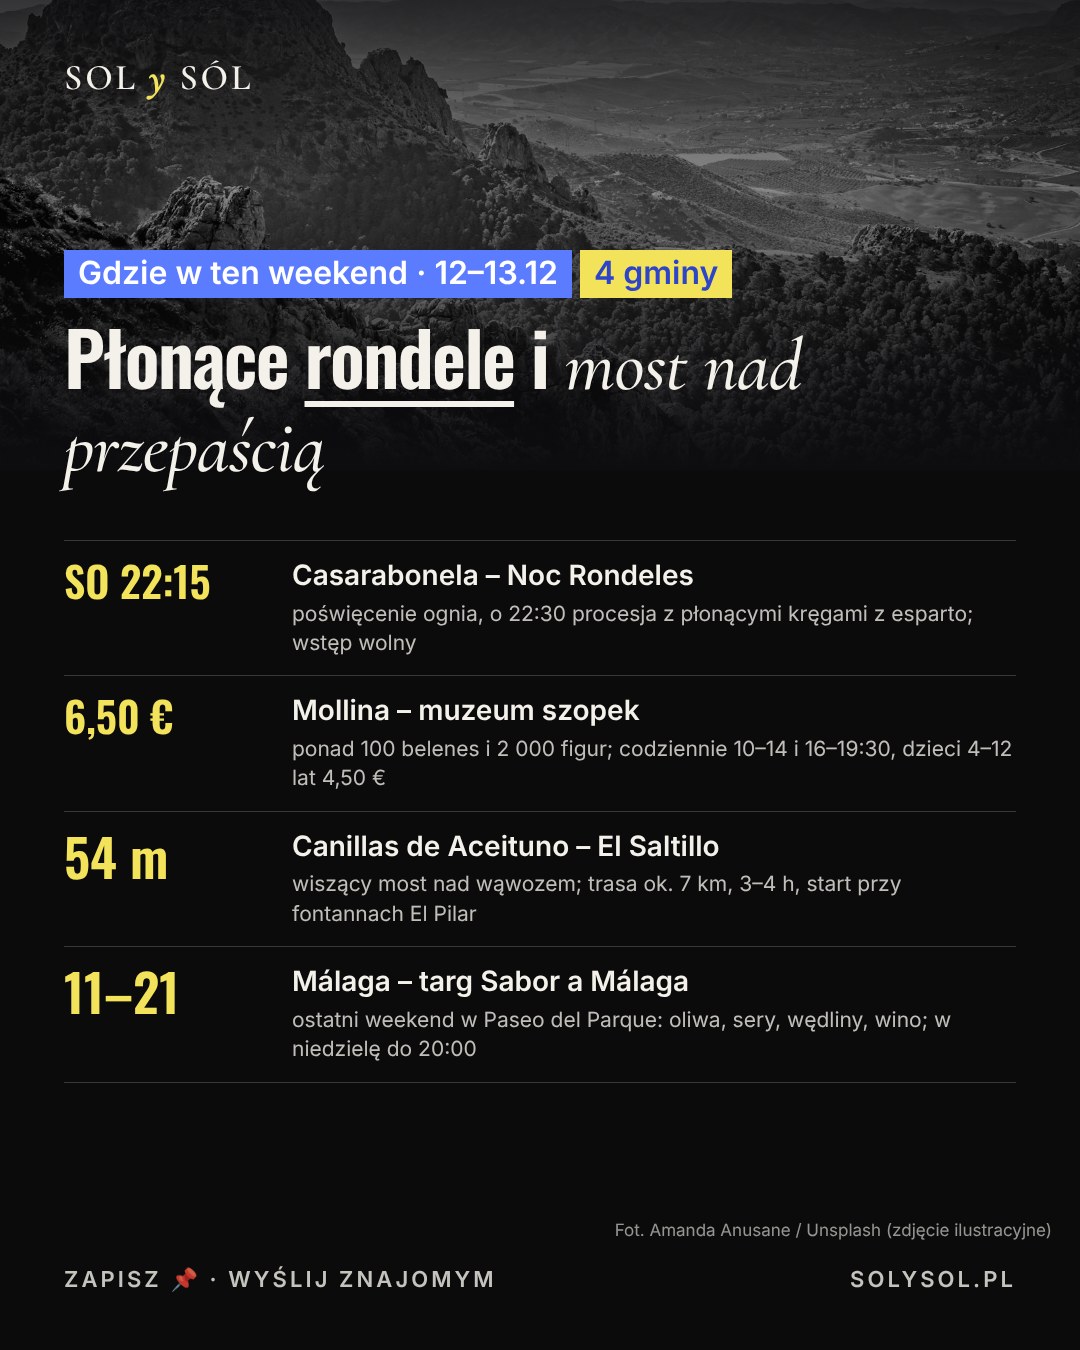 SOL y SÓL
Gdzie w ten weekend · 12–13.12
4 gminy
Płonące rondele i most nad
przepaścią
SO 22:15
Casarabonela – Noc Rondeles
poświęcenie ognia, o 22:30 procesja z płonącymi kręgami z esparto;
wstęp wolny
6,50 €
Mollina – muzeum szopek
ponad 100 belenes i 2 000 figur; codziennie 10–14 i 16–19:30, dzieci 4–12
lat 4,50 €
54 m
Canillas de Aceituno – El Saltillo
wiszący most nad wąwozem; trasa ok. 7 km, 3–4 h, start przy
fontannach El Pilar
11–21
Málaga – targ Sabor a Málaga
ostatni weekend w Paseo del Parque: oliwa, sery, wędliny, wino; w
niedzielę do 20:00
Fot. Amanda Anusane / Unsplash (zdjęcie ilustracyjne)
ZAPISZ 📌 · WYŚLIJ ZNAJOMYM
SOLYSOL.PL